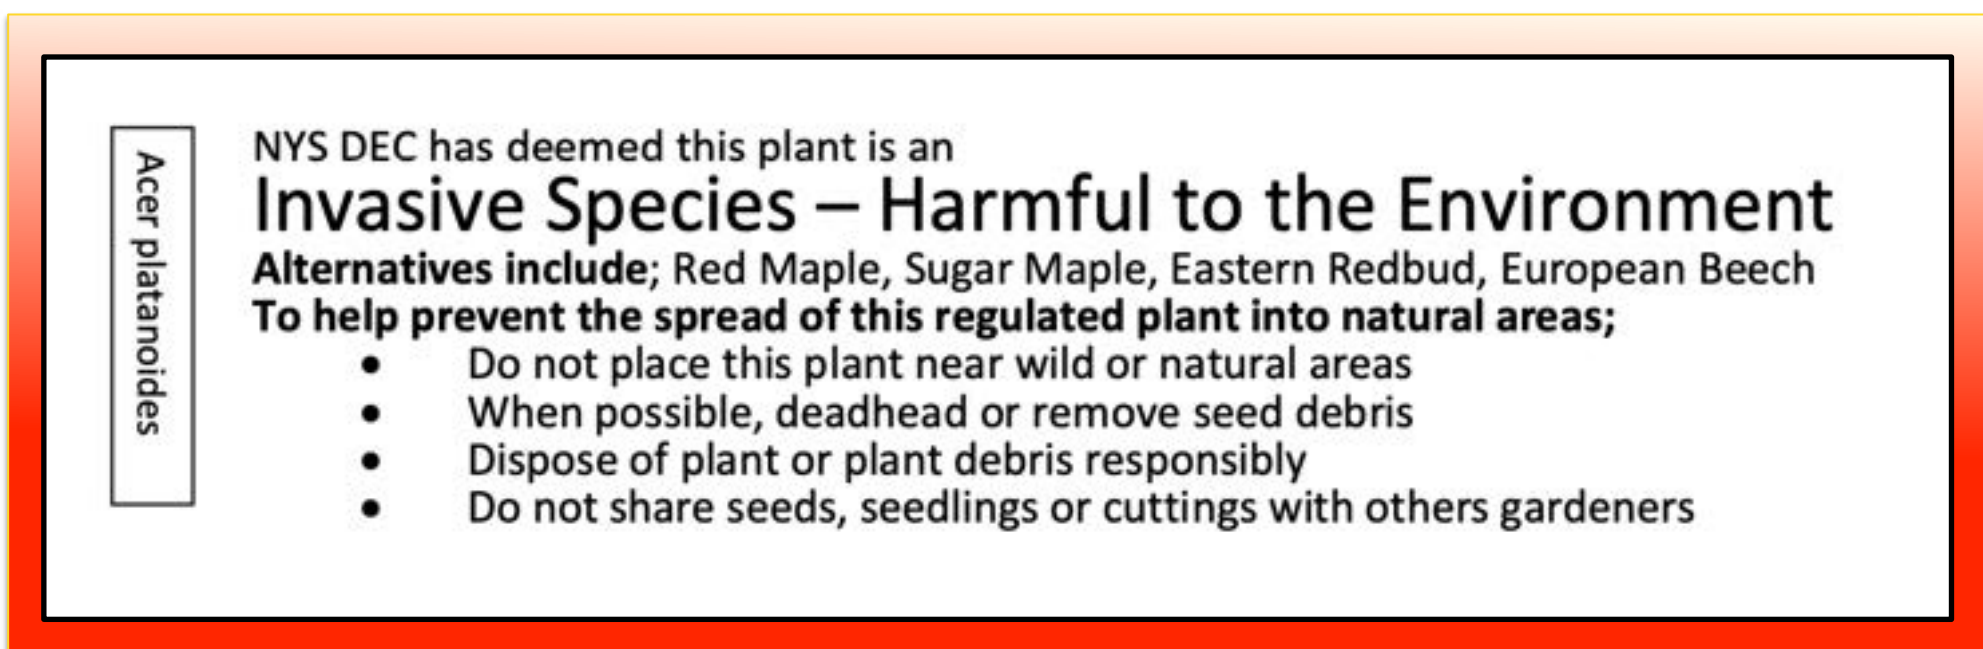 Acer platanoides
NYS DEC has deemed this plant is an
Invasive Species – Harmful to the Environment
Alternatives include; Red Maple, Sugar Maple, Eastern Redbud, European Beech
To help prevent the spread of this regulated plant into natural areas;
• Do not place this plant near wild or natural areas
• When possible, deadhead or remove seed debris
• Dispose of plant or plant debris responsibly
• Do not share seeds, seedlings or cuttings with others gardeners